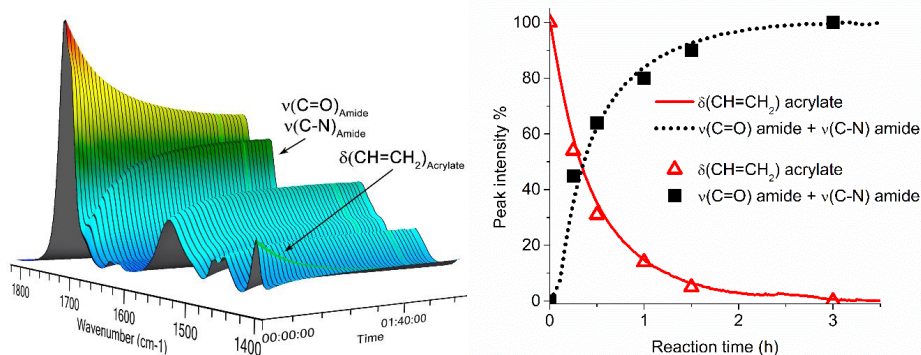 ν(C=O)Amide
ν(C-N)Amide
δ(CH=CH2)Acrylate
1800
1700
1600
1500
1400
Wavenumber (cm-1)
00:00:00
01:40:00
Time
100
80
60
40
20
0
Peak intensity %
δ(CH=CH2) acrylate
ν(C=O) amide + ν(C-N) amide
δ(CH=CH2) acrylate
ν(C=O) amide + ν(C-N) amide
0 1 2 3
Reaction time (h)